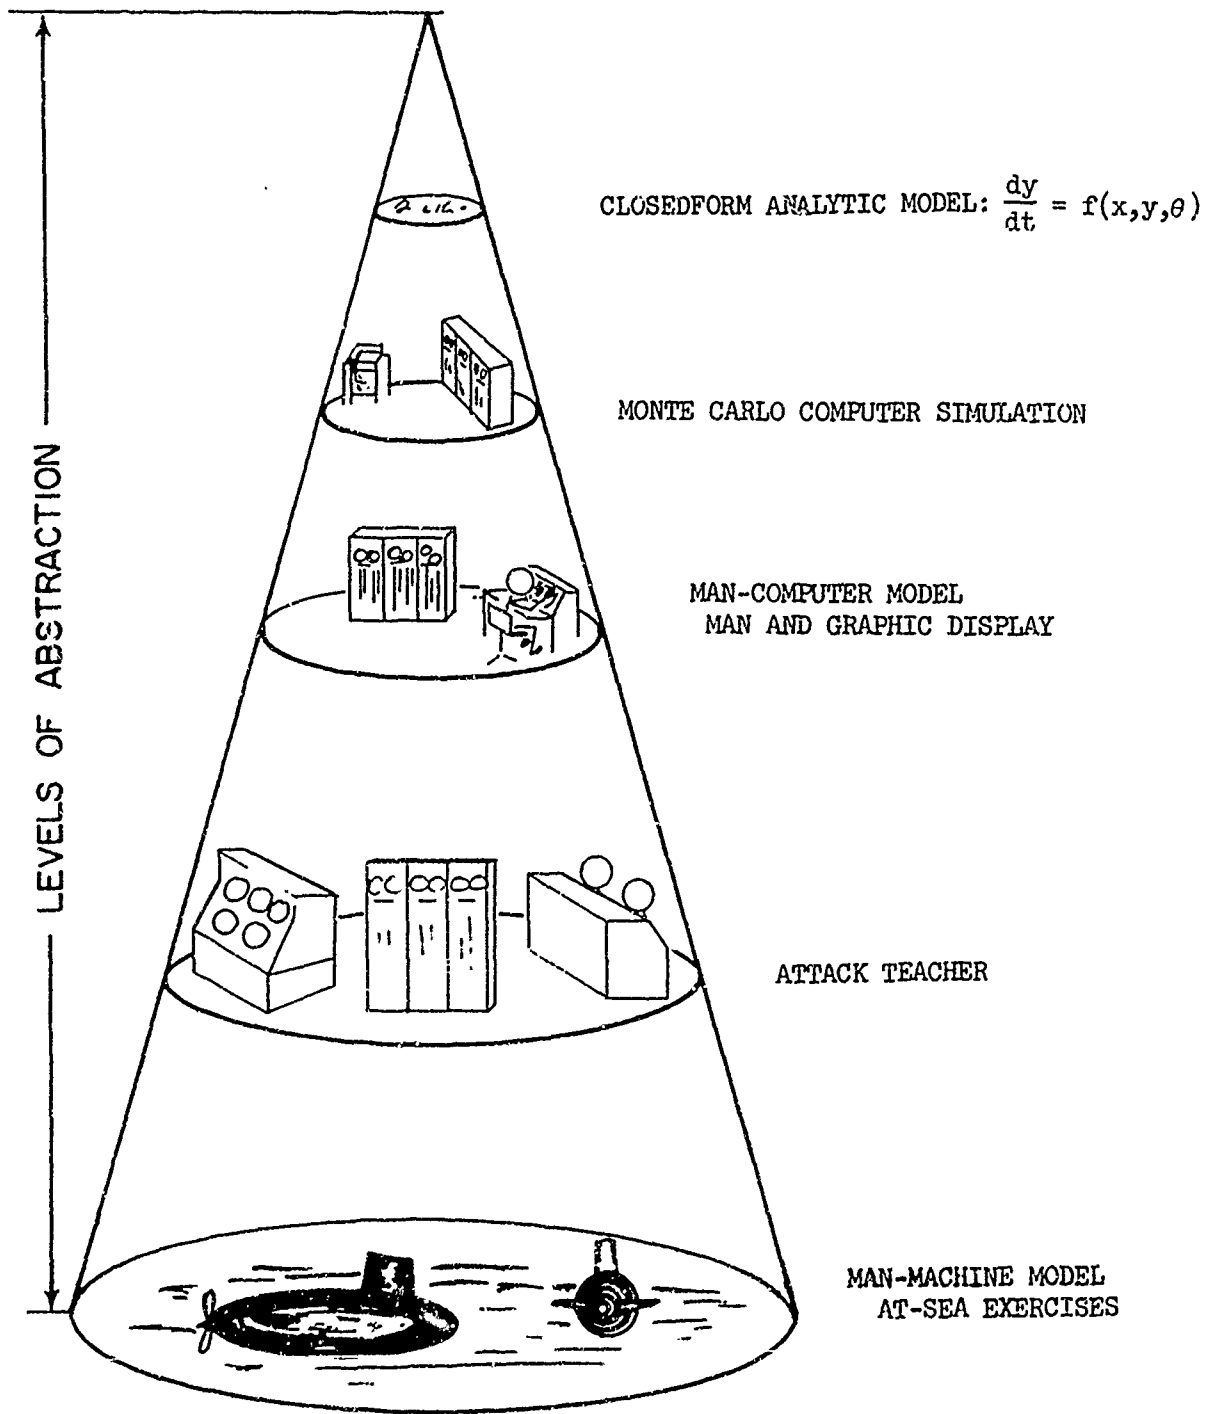 CLOSEDFORM ANALYTIC MODEL: dy/dt = f(x,y,θ)
MONTE CARLO COMPUTER SIMULATION
MAN-COMPUTER MODEL
MAN AND GRAPHIC DISPLAY
LEVELS OF ABSTRACTION
ATTACK TEACHER
MAN-MACHINE MODEL
AT-SEA EXERCISES